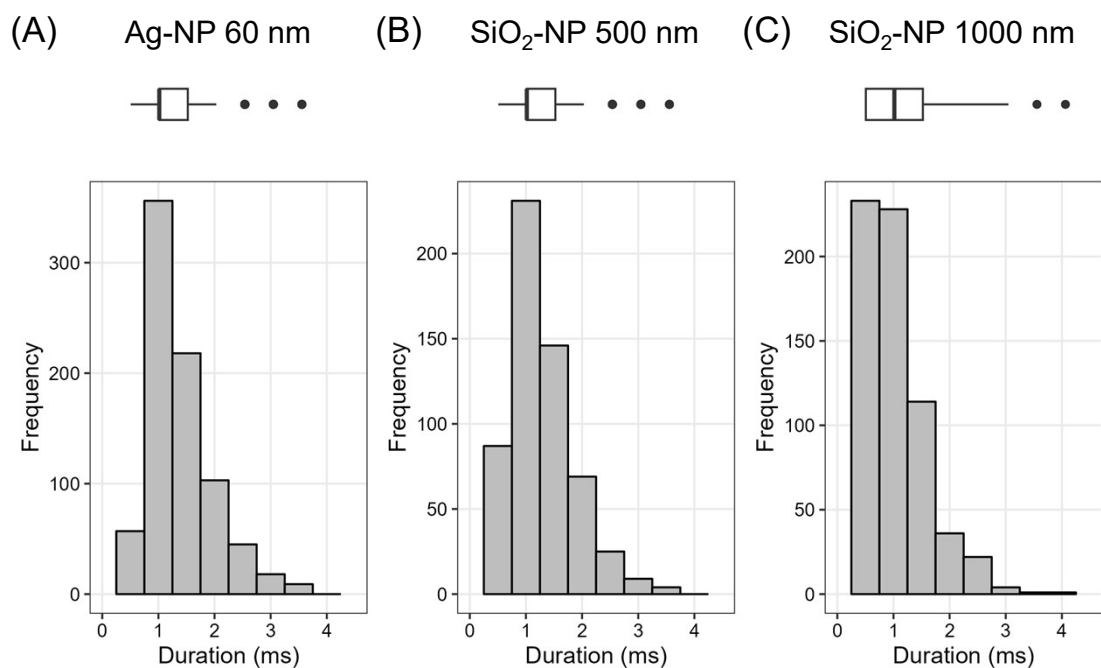 (A) Ag-NP 60 nm
(B) SiO₂-NP 500 nm
(C) SiO₂-NP 1000 nm
Frequency
300
200
100
0
0 1 2 3 4
Duration (ms)
Frequency
200
150
100
50
0
0 1 2 3 4
Duration (ms)
Frequency
200
150
100
50
0
0 1 2 3 4
Duration (ms)